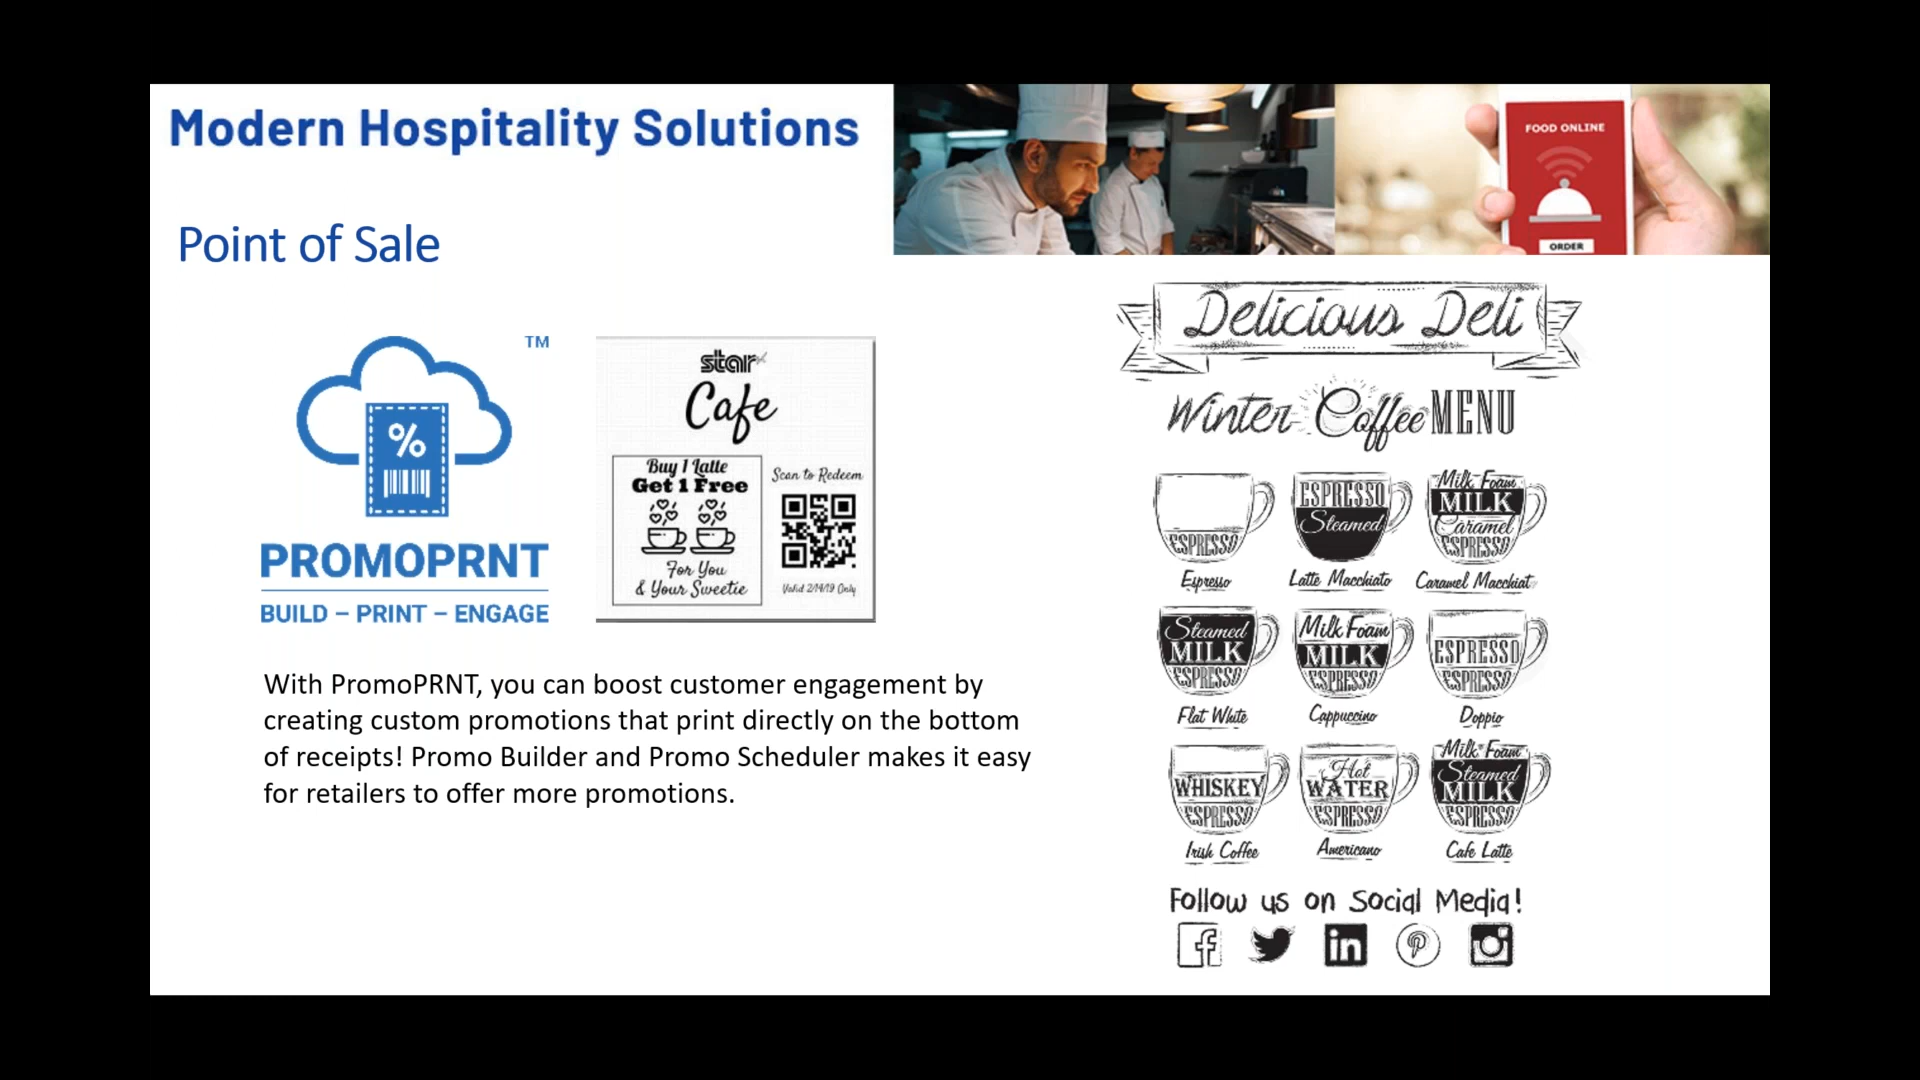 Modern Hospitality Solutions
FOOD ONLINE
ORDER
Point of Sale
TM
PROMOPRNT
BUILD – PRINT – ENGAGE
%
star
Cafe
Buy 1 Latte
Get 1 Free
For You
& Your Sweetie
Scan to Redeem
Valid 2/14/19 Only
With PromoPRNT, you can boost customer engagement by
creating custom promotions that print directly on the bottom
of receipts! Promo Builder and Promo Scheduler makes it easy
for retailers to offer more promotions.
Delicious Deli
Winter Coffee MENU
ESPRESSO
Espresso
ESPRESSO
Steamed
Latte Macchiato
Milk Foam
MILK
Caramel
ESPRESSO
Caramel Macchiat
Steamed
MILK
ESPRESSO
Flat White
Milk Foam
MILK
ESPRESSO
Cappuccino
ESPRESSO
ESPRESSO
Doppio
WHISKEY
ESPRESSO
Irish Coffee
Hot
WATER
ESPRESSO
Americano
Milk Foam
Steamed
MILK
ESPRESSO
Cafe Latte
Follow us on Social Media!
f
in